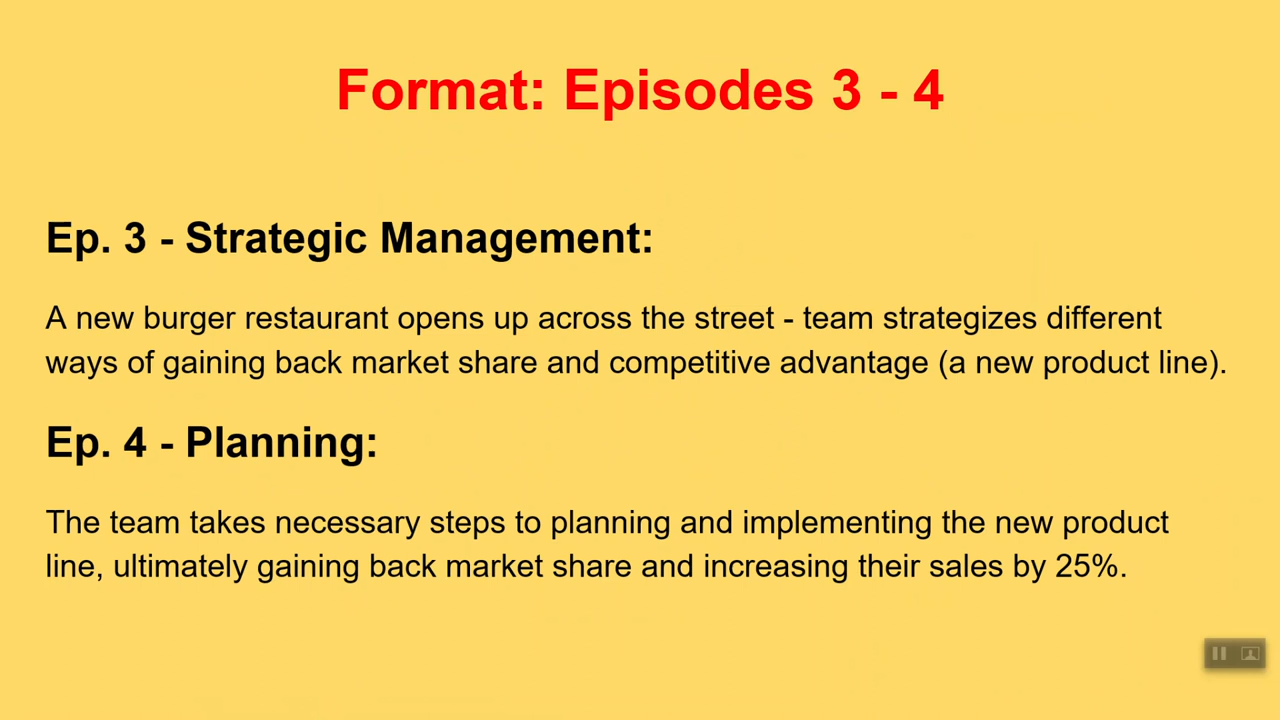 Format: Episodes 3 - 4
Ep. 3 - Strategic Management:
A new burger restaurant opens up across the street - team strategizes different
ways of gaining back market share and competitive advantage (a new product line).
Ep. 4 - Planning:
The team takes necessary steps to planning and implementing the new product
line, ultimately gaining back market share and increasing their sales by 25%.